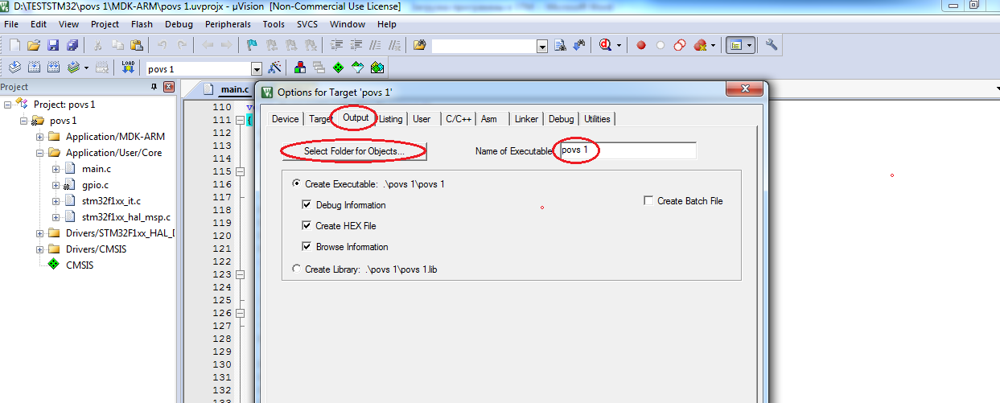 D:\TESTSTM32\povs 1\MDK-ARM\povs 1.uvprojx - µVision [Non-Commercial Use License]
File Edit View Project Flash Debug Peripherals Tools SVCS Window Help
LOAD
povs 1
Project
main.c
Project: povs 1
povs 1
Application/MDK-ARM
Application/User/Core
main.c
gpio.c
stm32f1xx_it.c
stm32f1xx_hal_msp.c
Drivers/STM32F1xx_HAL_D
Drivers/CMSIS
CMSIS
110
111 {
112
113
114
115
116
117
118
119
120
121
122
123
124
125
126
127
128
129
130
131
132
133
Options for Target 'povs 1'
Device Target Output Listing User C/C++ Asm Linker Debug Utilities
Select Folder for Objects... Name of Executable povs 1
Create Executable: .\povs 1\povs 1
Debug Information Create Batch File
Create HEX File
Browse Information
Create Library: .\povs 1\povs 1.lib